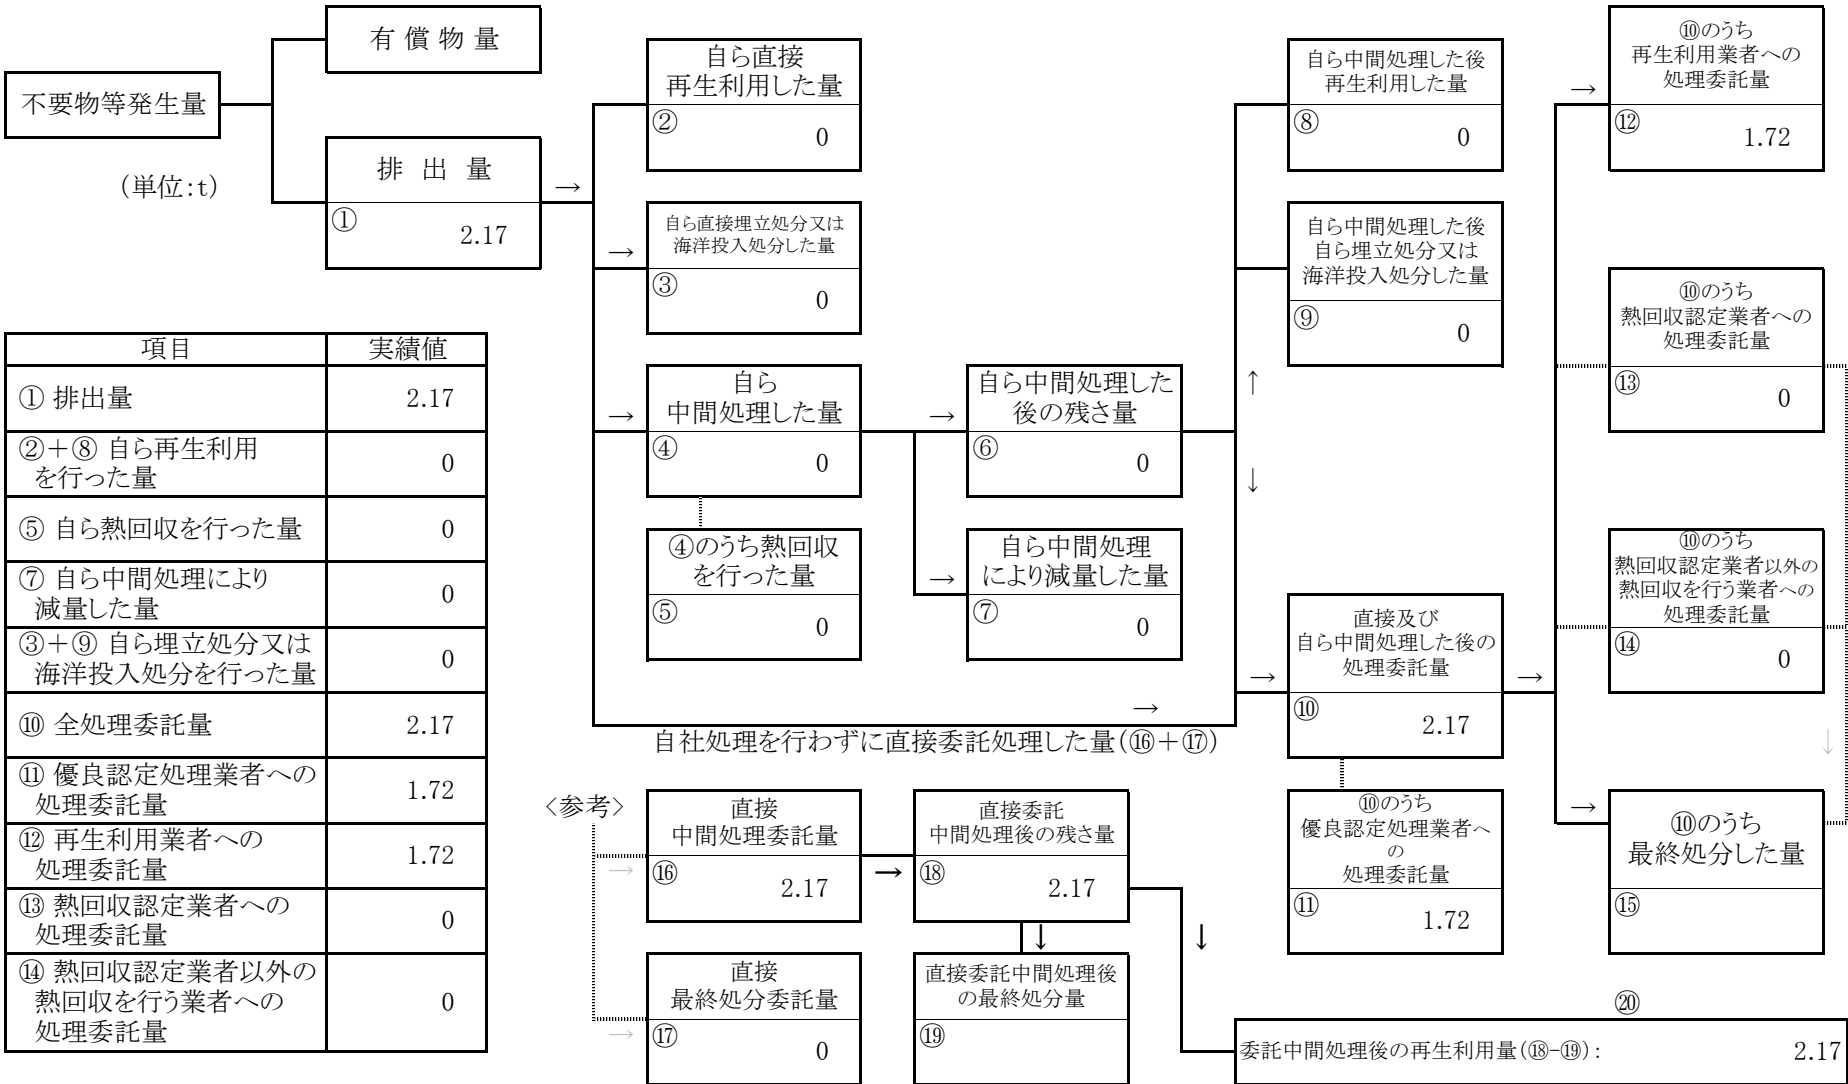 有 償 物 量
不要物等発生量
(単位:t)
排 出 量
①
2.17
→
自ら直接
再生利用した量
②
0
→
自ら直接埋立処分又は
海洋投入処分した量
③
0
→
自ら
中間処理した量
④
0
④のうち熱回収
を行った量
⑤
0
→
自ら中間処理した
後の残さ量
⑥
0
→
自ら中間処理
により減量した量
⑦
0
自ら中間処理した後
再生利用した量
⑧
0
自ら中間処理した後
自ら埋立処分又は
海洋投入処分した量
⑨
0
↑
↓
→
直接及び
自ら中間処理した後の
処理委託量
⑩
2.17
→
⑩のうち
優良認定処理業者へ
の
処理委託量
⑪
1.72
→
⑩のうち
再生利用業者への
処理委託量
⑫
1.72
⑩のうち
熱回収認定業者への
処理委託量
⑬
0
⑩のうち
熱回収認定業者以外の
熱回収を行う業者への
処理委託量
⑭
0
↓
→
⑩のうち
最終処分した量
⑮
→
自社処理を行わずに直接委託処理した量(⑯+⑰)
<参考>
→
直接
中間処理委託量
⑯
2.17
→
直接委託
中間処理後の残さ量
⑱
2.17
↓
↓
→
直接
最終処分委託量
⑰
0
直接委託中間処理後
の最終処分量
⑲
⑳
委託中間処理後の再生利用量(⑱-⑲): 2.17
項目 実績値
① 排出量 2.17
②+⑧ 自ら再生利用
を行った量 0
⑤ 自ら熱回収を行った量 0
⑦ 自ら中間処理により
減量した量 0
③+⑨ 自ら埋立処分又は
海洋投入処分を行った量 0
⑩ 全処理委託量 2.17
⑪ 優良認定処理業者への
処理委託量 1.72
⑫ 再生利用業者への
処理委託量 1.72
⑬ 熱回収認定業者への
処理委託量 0
⑭ 熱回収認定業者以外の
熱回収を行う業者への
処理委託量 0